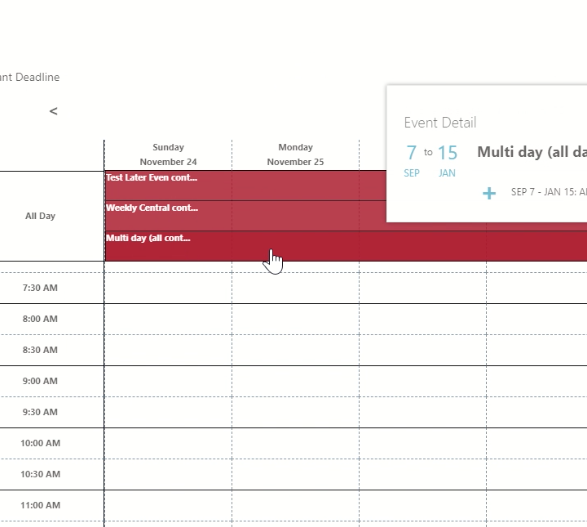 Deadline
<
Event Detail
7 to 15
SEP JAN
Multi day (all
SEP 7 - JAN 15:
Sunday
November 24
Monday
November 25
All Day
Test Later Even cont...
Weekly Central cont...
Multi day (all cont...
7:30 AM
8:00 AM
8:30 AM
9:00 AM
9:30 AM
10:00 AM
10:30 AM
11:00 AM